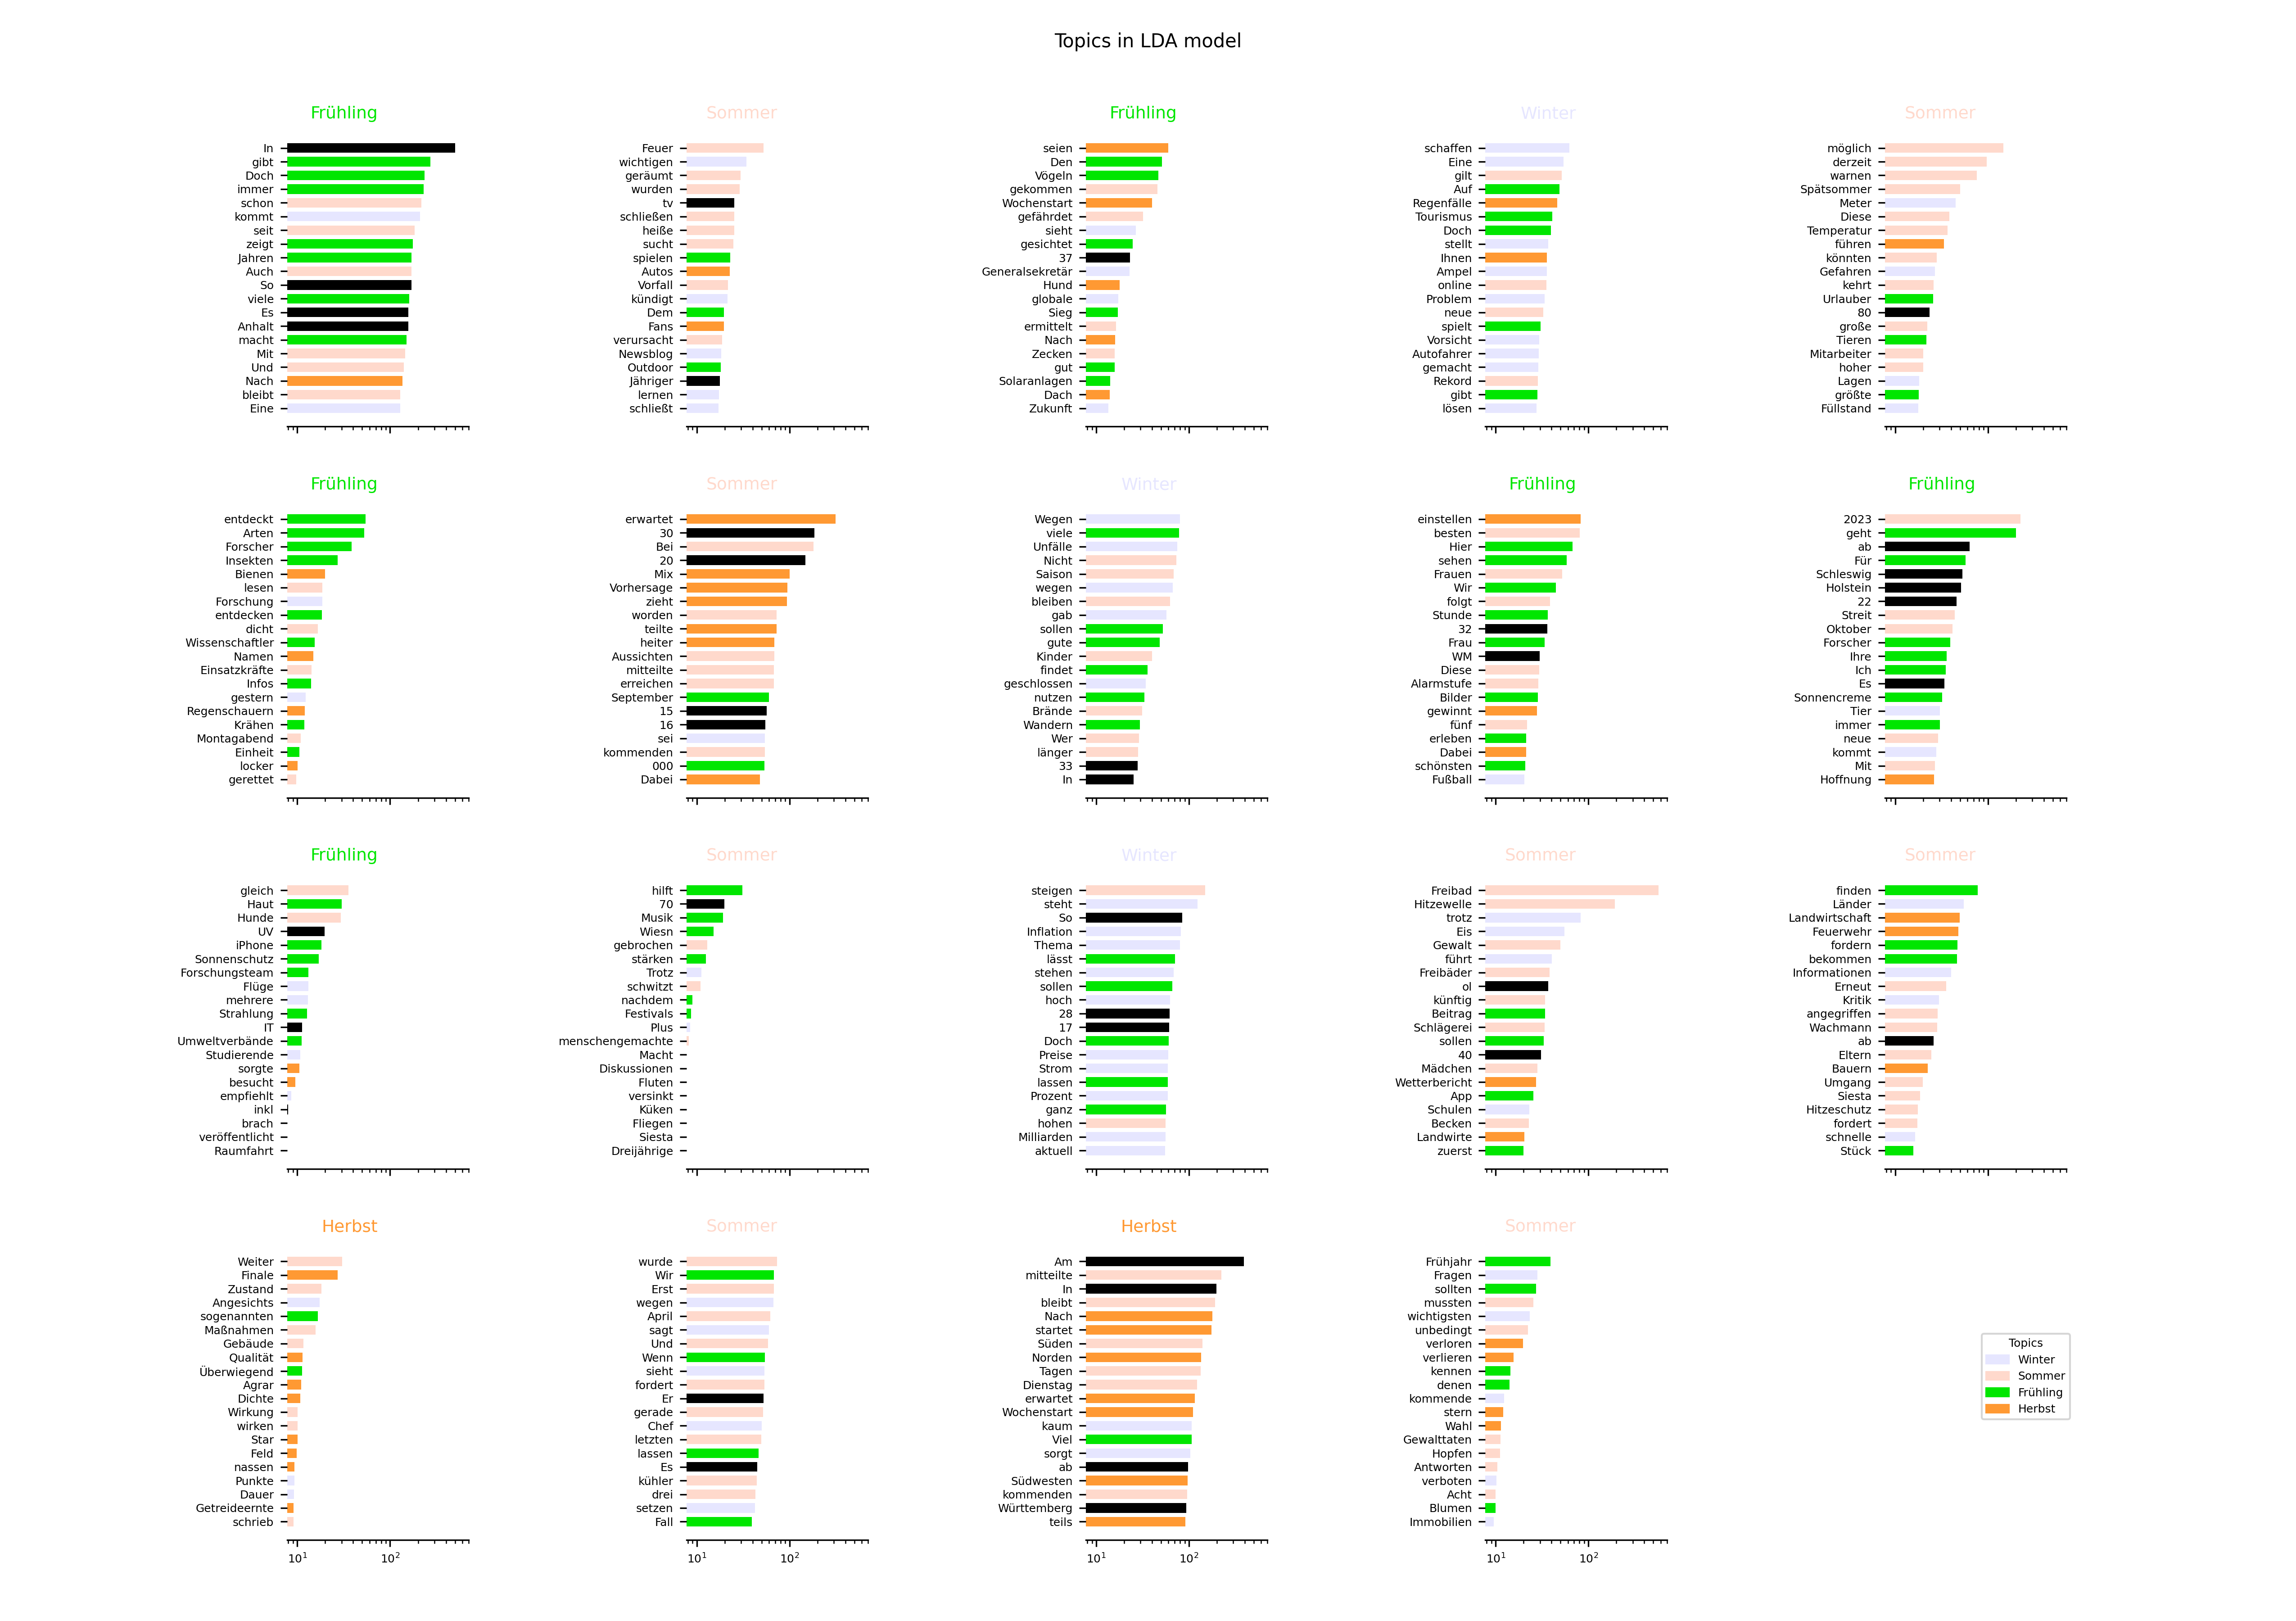 Topics in LDA model
Frühling
In
gibt
Doch
immer
schon
kommt
seit
zeigt
Jahren
Auch
So
viele
Es
Anhalt
macht
Mit
Und
Nach
bleibt
Eine
Sommer
Feuer
wichtigen
geräumt
wurden
tv
schließen
heiße
sucht
spielen
Autos
Vorfall
kündigt
Dem
Fans
verursacht
Newsblog
Outdoor
Jähriger
lernen
schließt
Frühling
seien
Den
Vögeln
gekommen
Wochenstart
gefährdet
sieht
gesichtet
37
Generalsekretär
Hund
globale
Sieg
ermittelt
Nach
Zecken
gut
Solaranlagen
Dach
Zukunft
Winter
schaffen
Eine
gilt
Auf
Regenfälle
Tourismus
Doch
stellt
Ihnen
Ampel
online
Problem
neue
spielt
Vorsicht
Autofahrer
gemacht
Rekord
gibt
lösen
Sommer
möglich
derzeit
warnen
Spätsommer
Meter
Diese
Temperatur
führen
könnten
Gefahren
kehrt
Urlauber
80
große
Tieren
Mitarbeiter
hoher
Lagen
größte
Füllstand
Frühling
entdeckt
Arten
Forscher
Insekten
Bienen
lesen
Forschung
entdecken
dicht
Wissenschaftler
Namen
Einsatzkräfte
Infos
gestern
Regenschauern
Krähen
Montagabend
Einheit
locker
gerettet
Sommer
erwartet
30
Bei
20
Mix
Vorhersage
zieht
worden
teilte
heiter
Aussichten
mitteilte
erreichen
September
15
16
sei
kommenden
000
Dabei
Winter
Wegen
viele
Unfälle
Nicht
Saison
wegen
bleiben
gab
sollen
gute
Kinder
findet
geschlossen
nutzen
Brände
Wandern
Wer
länger
33
In
Frühling
einstellen
besten
Hier
sehen
Frauen
Wir
folgt
Stunde
32
Frau
WM
Diese
Alarmstufe
Bilder
gewinnt
fünf
erleben
Dabei
schönsten
Fußball
Frühling
2023
geht
ab
Für
Schleswig
Holstein
22
Streit
Oktober
Forscher
Ihre
Ich
Es
Sonnencreme
Tier
immer
neue
kommt
Mit
Hoffnung
Frühling
gleich
Haut
Hunde
UV
iPhone
Sonnenschutz
Forschungsteam
Flüge
mehrere
Strahlung
IT
Umweltverbände
Studierende
sorgte
besucht
empfiehlt
inkl
brach
veröffentlicht
Raumfahrt
Sommer
hilft
70
Musik
Wiesn
gebrochen
stärken
Trotz
schwitzt
nachdem
Festivals
Plus
menschengemachte
Macht
Diskussionen
Fluten
versinkt
Küken
Fliegen
Siesta
Dreijährige
Winter
steigen
steht
So
Inflation
Thema
lässt
stehen
sollen
hoch
28
17
Doch
Preise
Strom
lassen
Prozent
ganz
hohen
Milliarden
aktuell
Sommer
Freibad
Hitzewelle
trotz
Eis
Gewalt
führt
Freibäder
ol
künftig
Beitrag
Schlägerei
sollen
40
Mädchen
Wetterbericht
App
Schulen
Becken
Landwirte
zuerst
Sommer
finden
Länder
Landwirtschaft
Feuerwehr
fordern
bekommen
Informationen
Erneut
Kritik
angegriffen
Wachmann
ab
Eltern
Bauern
Umgang
Siesta
Hitzeschutz
fordert
schnelle
Stück
Herbst
Weiter
Finale
Zustand
Angesichts
sogenannten
Maßnahmen
Gebäude
Qualität
Überwiegend
Agrar
Dichte
Wirkung
wirken
Star
Feld
nassen
Punkte
Dauer
Getreideernte
schrieb
10¹ 10²
Sommer
wurde
Wir
Erst
wegen
April
sagt
Und
Wenn
sieht
fordert
Er
gerade
Chef
letzten
lassen
Es
kühler
drei
setzen
Fall
10¹ 10²
Herbst
Am
mitteilte
In
bleibt
Nach
startet
Süden
Norden
Tagen
Dienstag
erwartet
Wochenstart
kaum
Viel
sorgt
ab
Südwesten
kommenden
Württemberg
teils
10¹ 10²
Sommer
Frühjahr
Fragen
sollten
mussten
wichtigsten
unbedingt
verloren
verlieren
kennen
denen
kommende
stern
Wahl
Gewalttaten
Hopfen
Antworten
verboten
Acht
Blumen
Immobilien
10¹ 10²
Topics
Winter
Sommer
Frühling
Herbst